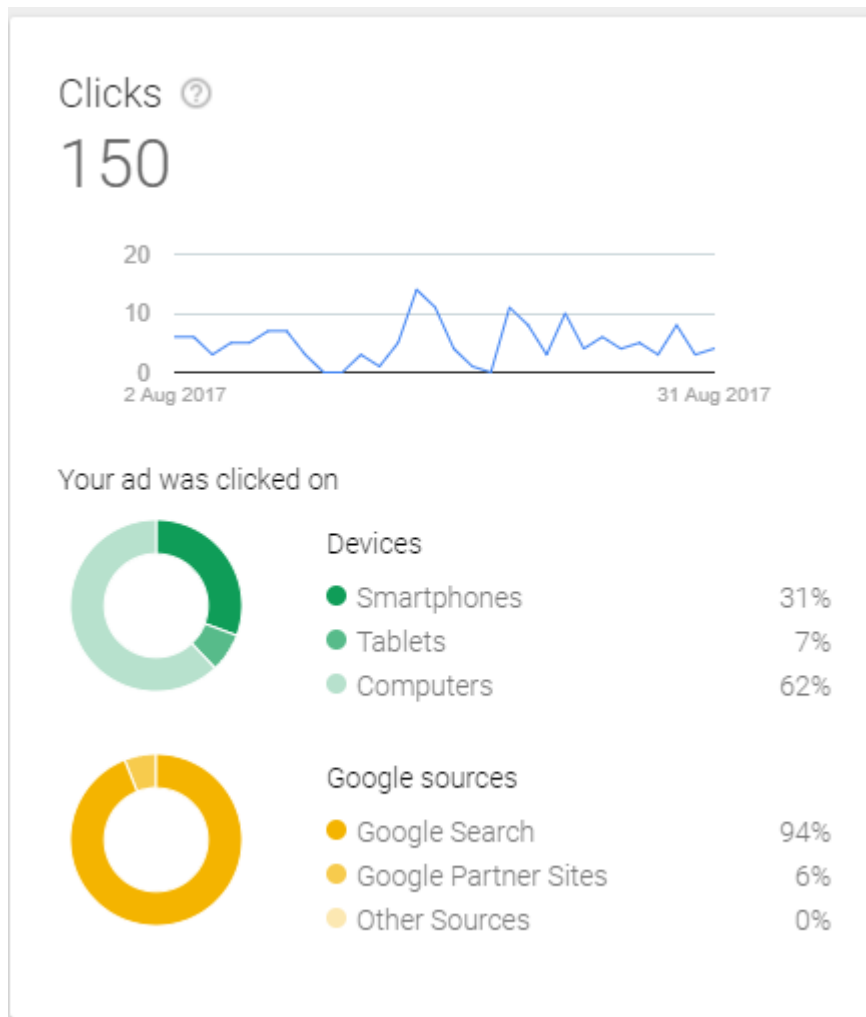 Clicks ?
150
20
10
0
2 Aug 2017 31 Aug 2017
Your ad was clicked on
Devices
Smartphones 31%
Tablets 7%
Computers 62%
Google sources
Google Search 94%
Google Partner Sites 6%
Other Sources 0%